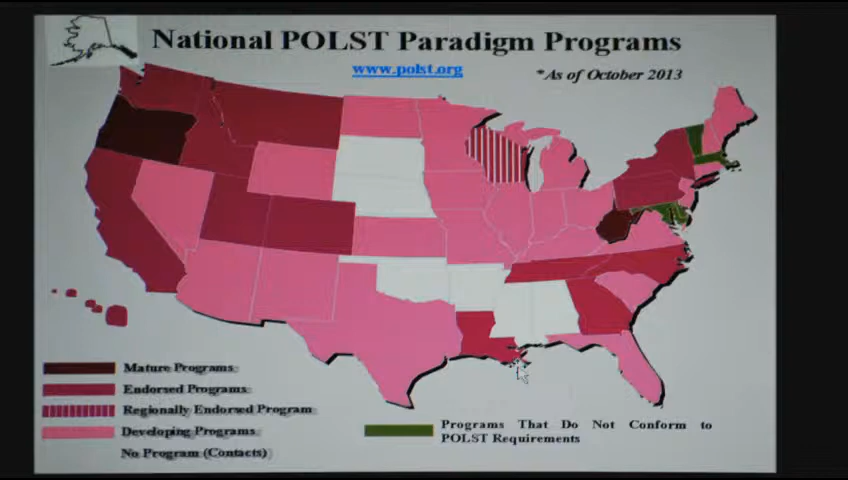 National POLST Paradigm Programs
www.polst.org
*As of October 2013
Mature Programs
Endorsed Programs
Regionally Endorsed Program
Developing Programs
No Program (Contacts)
Programs That Do Not Conform to
POLST Requirements